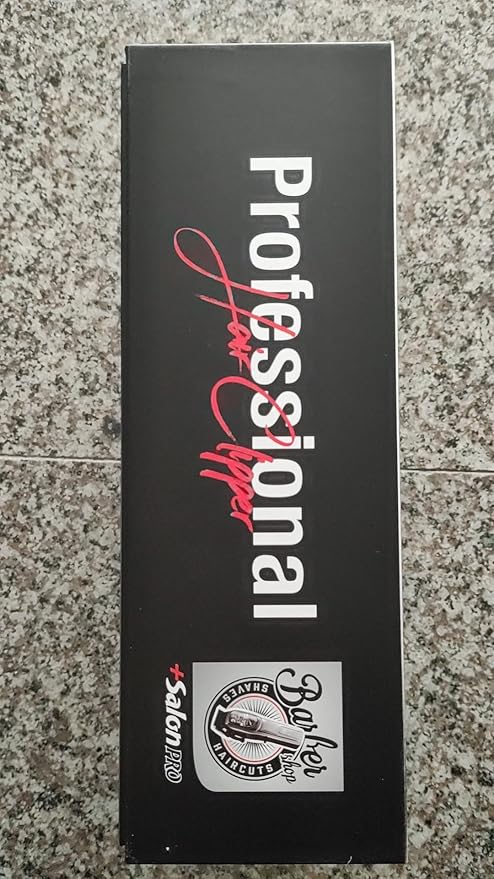 Professional
Hair Clipper
Barber
shop
SHAVES
HAIRCUTS
+SalonPRO